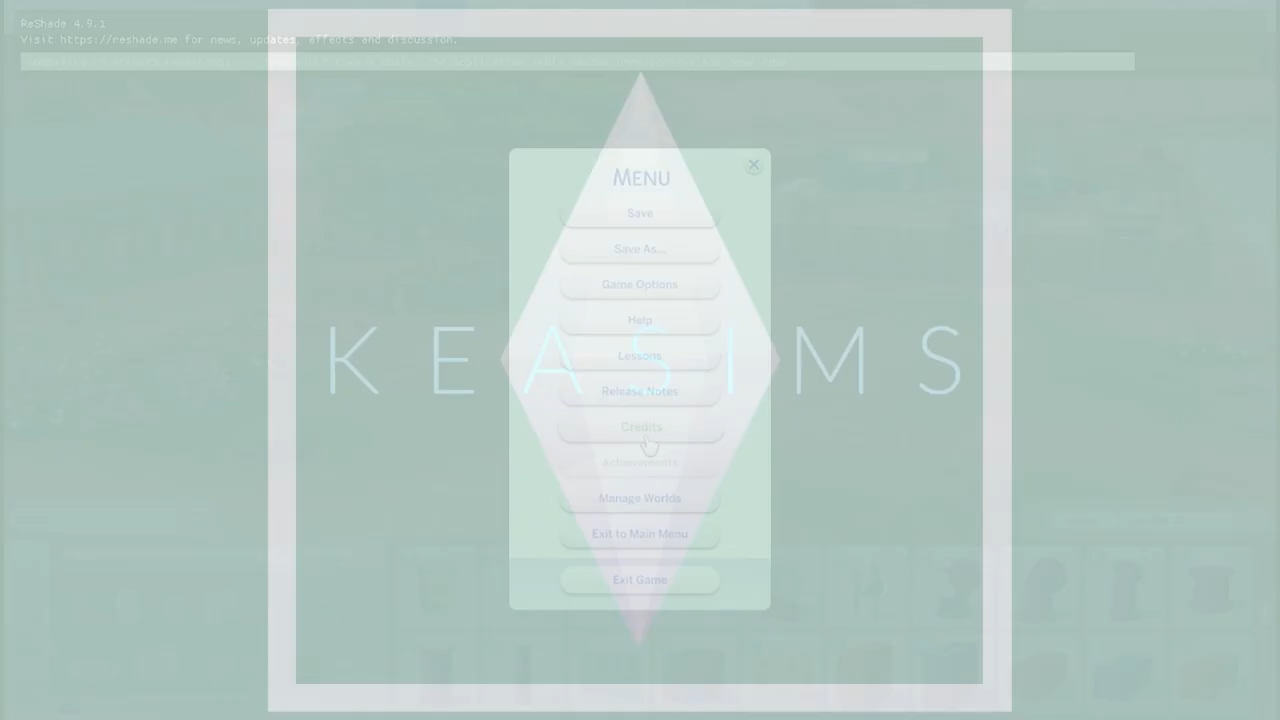 ReShade 4.9.1
Visit https://reshade.me for news, updates, effects and discussion.
MENU
Save
Save As...
Game Options
Help
KEASIMS
Lessons
Release Notes
Credits
Achievements
Manage Worlds
Exit to Main Menu
Exit Game